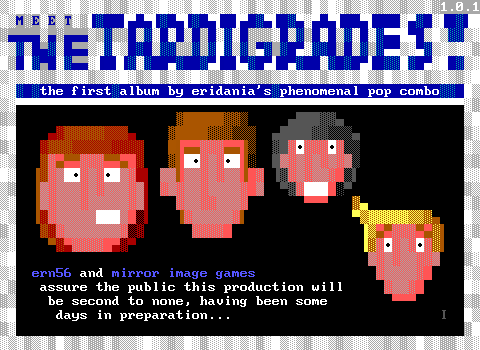 1.0.1
MEET
THE TARDIGRADES!
the first album by eridania's phenomenal pop combo
ern56 and mirror image games
assure the public this production will
be second to none, having been some
days in preparation...